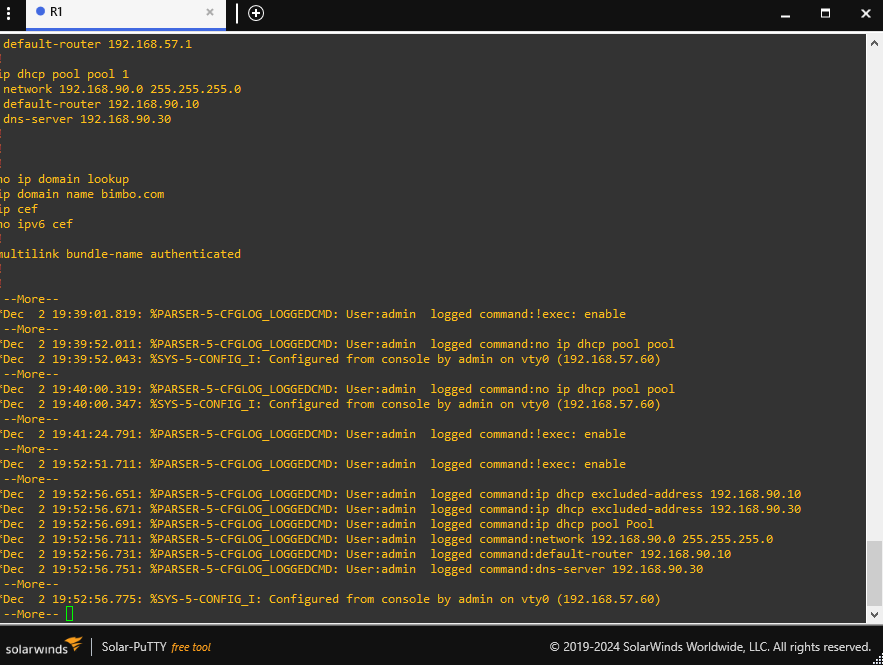 R1
default-router 192.168.57.1
!
ip dhcp pool pool 1
network 192.168.90.0 255.255.255.0
default-router 192.168.90.10
dns-server 192.168.90.30
!
!
!
no ip domain lookup
ip domain name bimbo.com
ip cef
no ipv6 cef
!
multilink bundle-name authenticated
!
!
--More--
*Dec  2 19:39:01.819: %PARSER-5-CFGLOG_LOGGEDCMD: User:admin  logged command:!exec: enable
--More--
*Dec  2 19:39:52.011: %PARSER-5-CFGLOG_LOGGEDCMD: User:admin  logged command:no ip dhcp pool pool
*Dec  2 19:39:52.043: %SYS-5-CONFIG_I: Configured from console by admin on vty0 (192.168.57.60)
--More--
*Dec  2 19:40:00.319: %PARSER-5-CFGLOG_LOGGEDCMD: User:admin  logged command:no ip dhcp pool pool
*Dec  2 19:40:00.347: %SYS-5-CONFIG_I: Configured from console by admin on vty0 (192.168.57.60)
--More--
*Dec  2 19:41:24.791: %PARSER-5-CFGLOG_LOGGEDCMD: User:admin  logged command:!exec: enable
--More--
*Dec  2 19:52:51.711: %PARSER-5-CFGLOG_LOGGEDCMD: User:admin  logged command:!exec: enable
--More--
*Dec  2 19:52:56.651: %PARSER-5-CFGLOG_LOGGEDCMD: User:admin  logged command:ip dhcp excluded-address 192.168.90.10
*Dec  2 19:52:56.671: %PARSER-5-CFGLOG_LOGGEDCMD: User:admin  logged command:ip dhcp excluded-address 192.168.90.30
*Dec  2 19:52:56.691: %PARSER-5-CFGLOG_LOGGEDCMD: User:admin  logged command:ip dhcp pool Pool
*Dec  2 19:52:56.711: %PARSER-5-CFGLOG_LOGGEDCMD: User:admin  logged command:network 192.168.90.0 255.255.255.0
*Dec  2 19:52:56.731: %PARSER-5-CFGLOG_LOGGEDCMD: User:admin  logged command:default-router 192.168.90.10
*Dec  2 19:52:56.751: %PARSER-5-CFGLOG_LOGGEDCMD: User:admin  logged command:dns-server 192.168.90.30
--More--
*Dec  2 19:52:56.775: %SYS-5-CONFIG_I: Configured from console by admin on vty0 (192.168.57.60)
--More--
solarwinds Solar-PuTTY free tool © 2019-2024 SolarWinds Worldwide, LLC. All rights reserved.